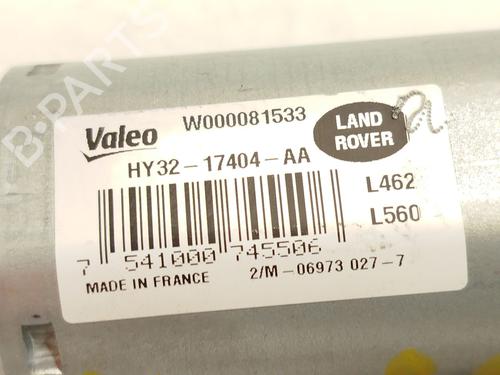 B-PARTS
Valeo
W000081533
LAND
ROVER
HY32-17404-AA
L462
L560
7 541000 745506
MADE IN FRANCE
2/M-06973 027-7